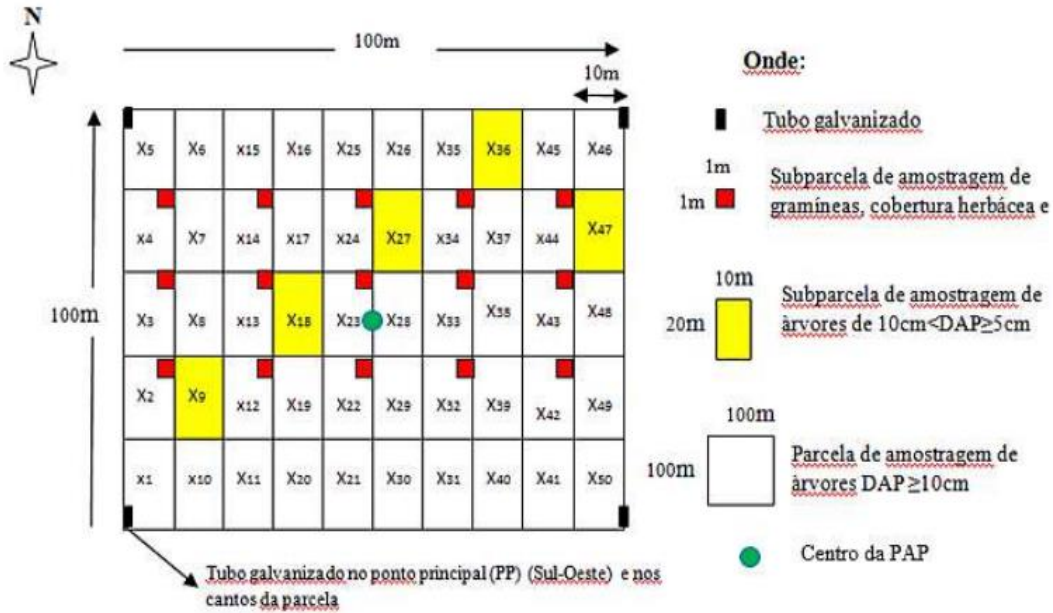 N
100m
10m
100m
X5 X6 x15 X16 X25 X26 X35 X36 X45 X46
x4 X7 x14 x17 x24 X27 x34 X37 x44 X47
X3 X8 x13 X18 X23 X28 X33 X38 X43 X48
X2 X9 x12 X19 X22 X29 X32 X39 X42 X49
x1 x10 X11 X20 X21 X30 X31 X40 X41 X50
Tubo galvanizado no ponto principal (PP) (Sul-Oeste) e nos
cantos da parcela
Onde:
Tubo galvanizado
1m
1m
Subparcela de amostragem de
gramíneas, cobertura herbácea e
10m
20m
Subparcela de amostragem de
àrvores de 10cm<DAP≥5cm
100m
100m
Parcela de amostragem de
àrvores DAP≥10cm
Centro da PAP